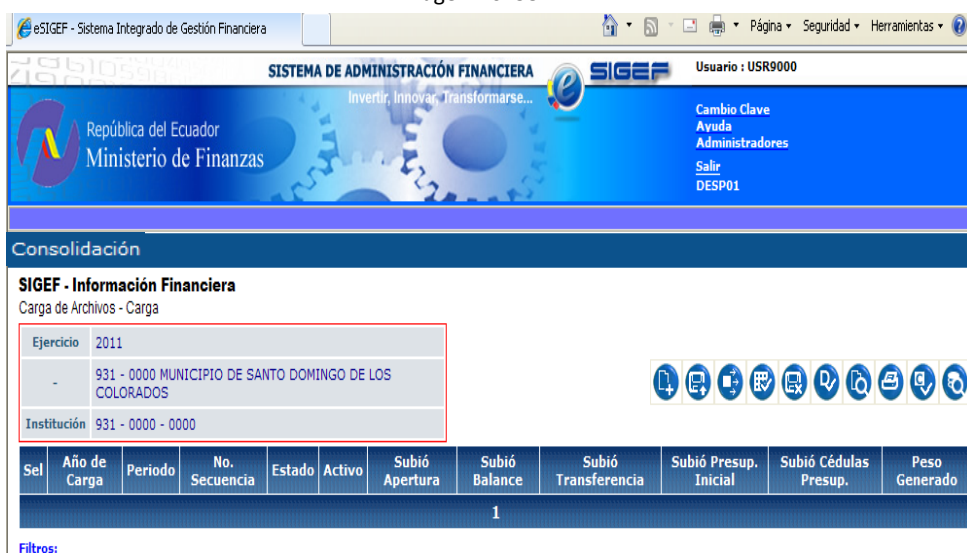 eSIGEF - Sistema Integrado de Gestión Financiera
Página Seguridad Herramientas
SISTEMA DE ADMINISTRACIÓN FINANCIERA
SIGEF
Usuario : USR9000
Invertir, Innovar, Transformarse...
República del Ecuador
Ministerio de Finanzas
Cambio Clave
Ayuda
Administradores
Salir
DESP01
Consolidación
SIGEF - Información Financiera
Carga de Archivos - Carga
Ejercicio 2011
- 931 - 0000 MUNICIPIO DE SANTO DOMINGO DE LOS
COLORADOS
Institución 931 - 0000 - 0000
Sel Año de Carga Periodo No. Secuencia Estado Activo Subió Apertura Subió Balance Subió Transferencia Subió Presup. Inicial Subió Cédulas Presup. Peso Generado
1
Filtros: